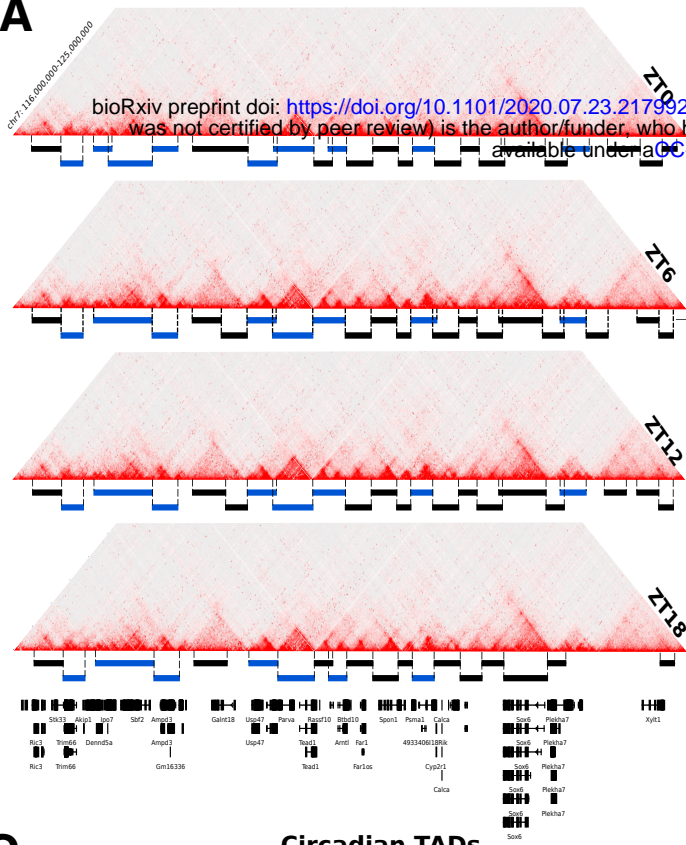 A
chr7: 116,000,000-125,000,000
ZT0
bioRxiv preprint doi: https://doi.org/10.1101/2020.07.23.217992
was not certified by peer review) is the author/funder, who h
available under aCC
ZT6
ZT12
ZT18
Stk33 Akip1 Ipo7 Sbf2 Ampd3 Galnt18 Usp47 Parva Rassf10 Btbd10 Spon1 Psma1 Calca Sox6 Plekha7 Xylt1
Ric3 Trim66 Dennd5a Ampd3 Usp47 Tead1 Arntl Far1 4933406I18Rik Sox6 Plekha7
Ric3 Trim66 Gm16336 Tead1 Far1os Cyp2r1 Sox6 Plekha7
Calca Sox6 Plekha7
Sox6 Plekha7
Sox6
Circadian TADs